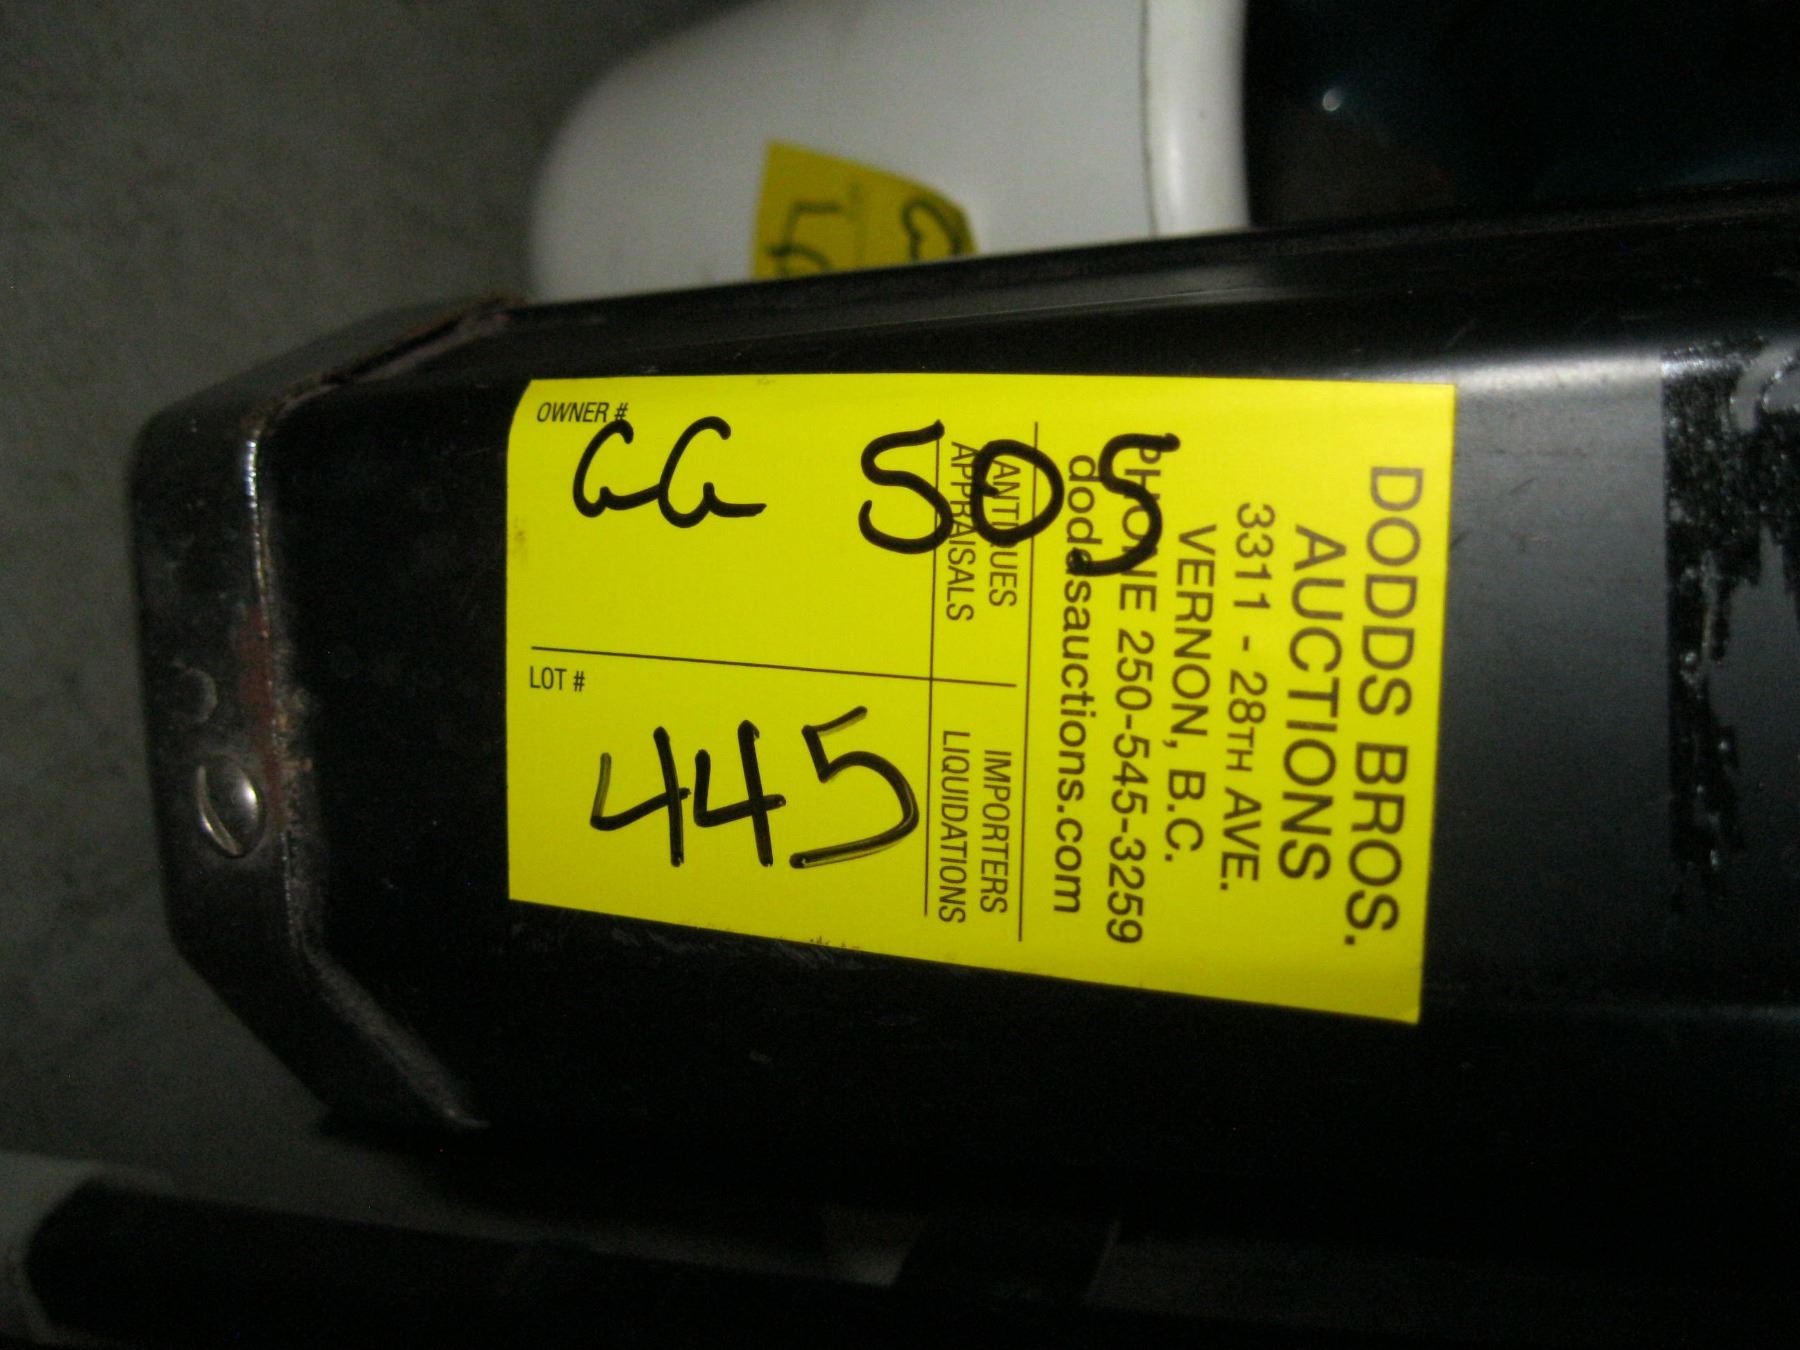 DODDS BROS.
AUCTIONS
3311 - 28TH AVE.
VERNON, B.C.
PHONE 250-545-3259
doddsauctions.com
ANTIQUES
APPRAISALS
IMPORTERS
LIQUIDATIONS
OWNER #
GG 505
LOT #
445